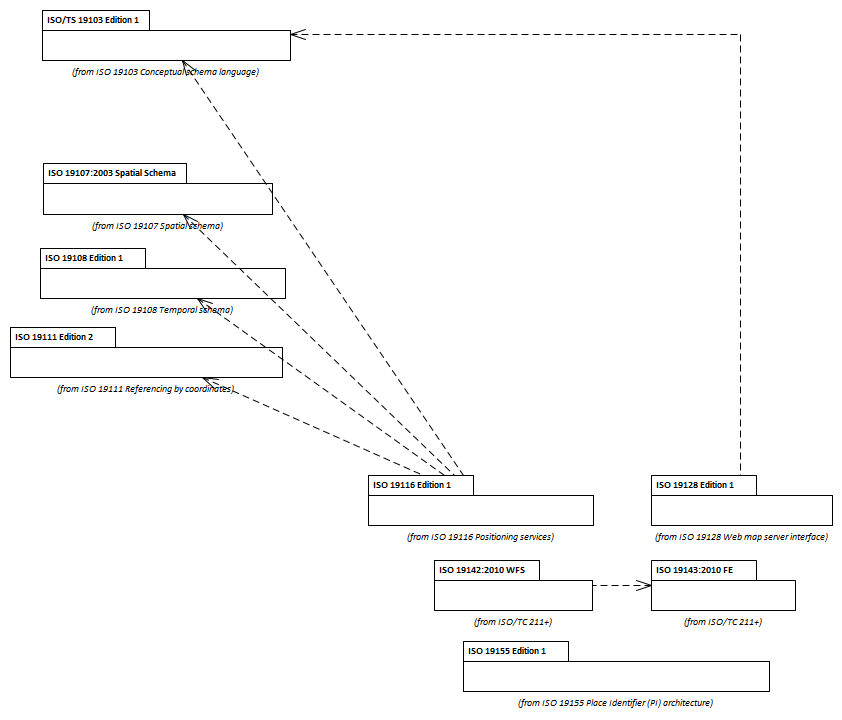 ISO/TS 19103 Edition 1
(from ISO 19103 Conceptual schema language)
ISO 19107:2003 Spatial Schema
(from ISO 19107 Spatial schema)
ISO 19108 Edition 1
(from ISO 19108 Temporal schema)
ISO 19111 Edition 2
(from ISO 19111 Referencing by coordinates)
ISO 19116 Edition 1
(from ISO 19116 Positioning services)
ISO 19128 Edition 1
(from ISO 19128 Web map server interface)
ISO 19142:2010 WFS
(from ISO/TC 211+)
ISO 19143:2010 FE
(from ISO/TC 211+)
ISO 19155 Edition 1
(from ISO 19155 Place Identifier (PI) architecture)